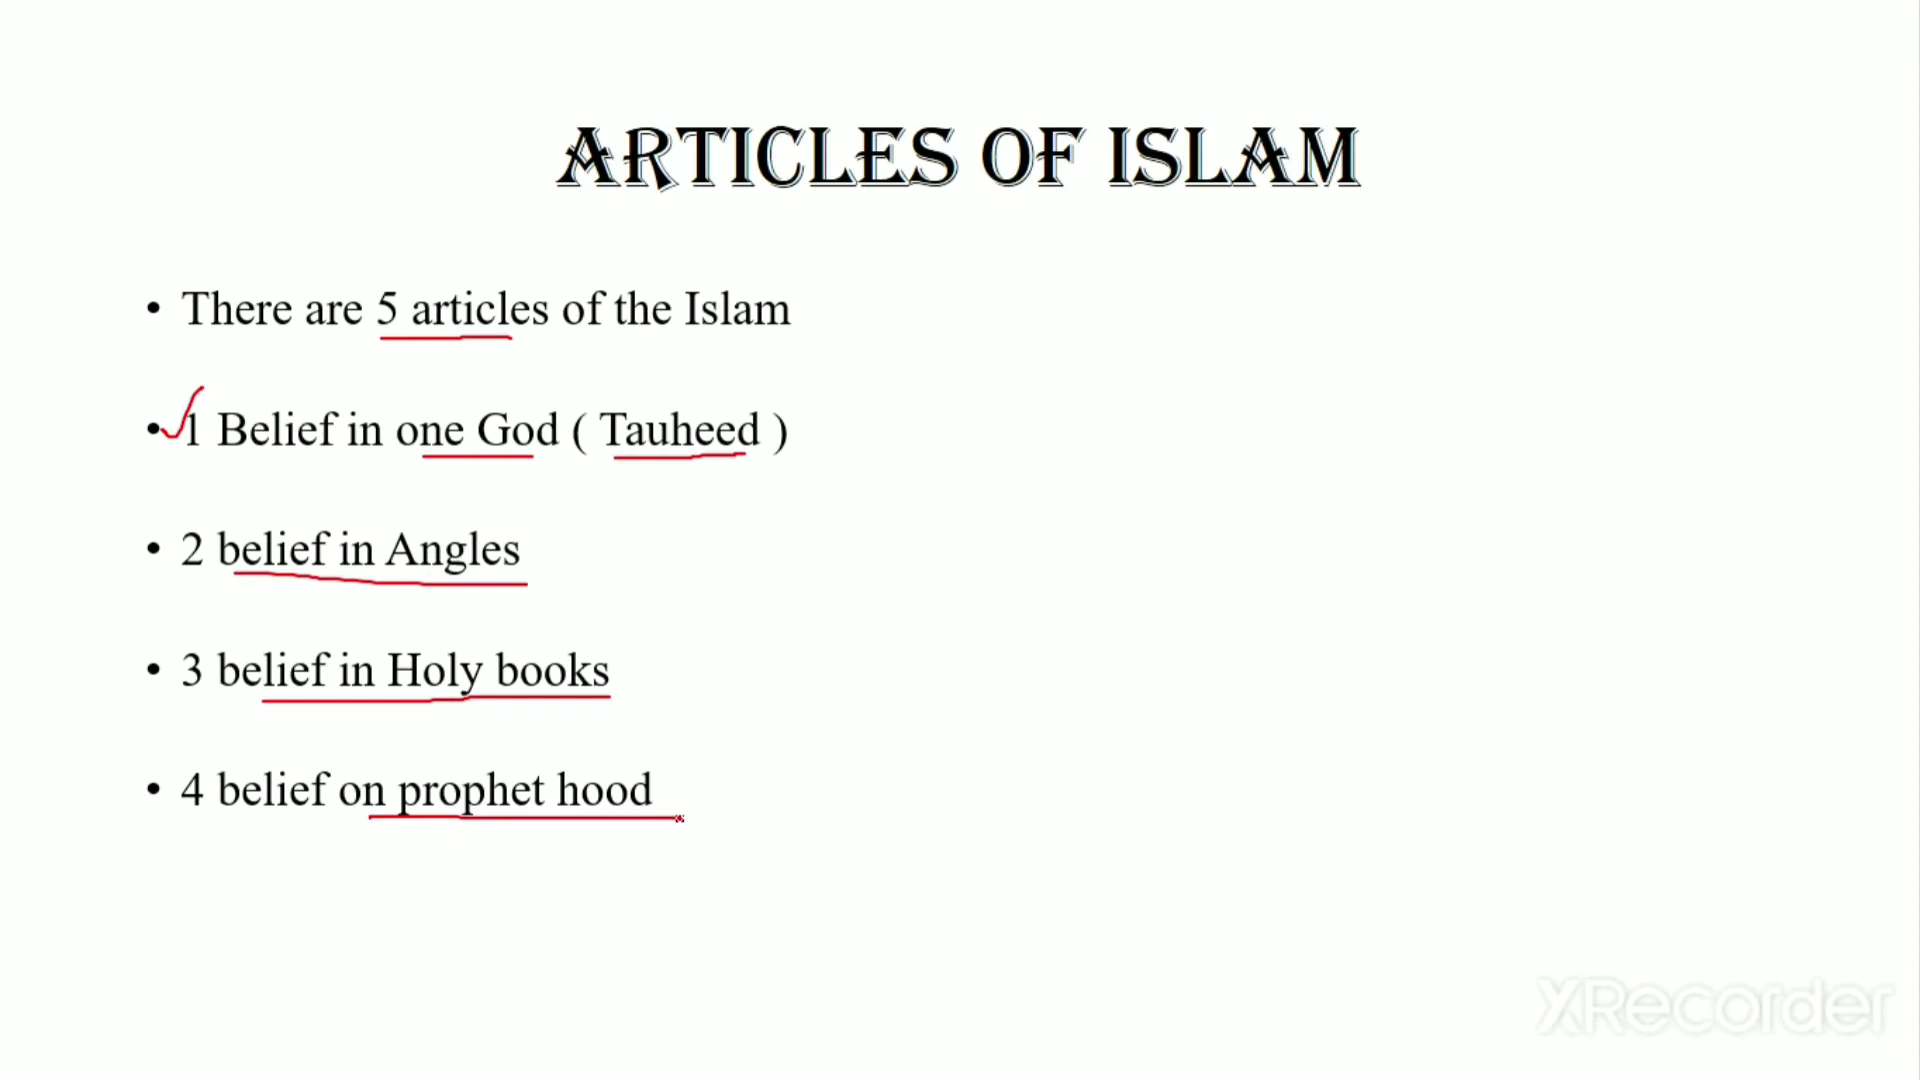 ARTICLES OF ISLAM
• There are 5 articles of the Islam
• 1 Belief in one God ( Tauheed )
• 2 belief in Angles
• 3 belief in Holy books
• 4 belief on prophet hood
XRecorder